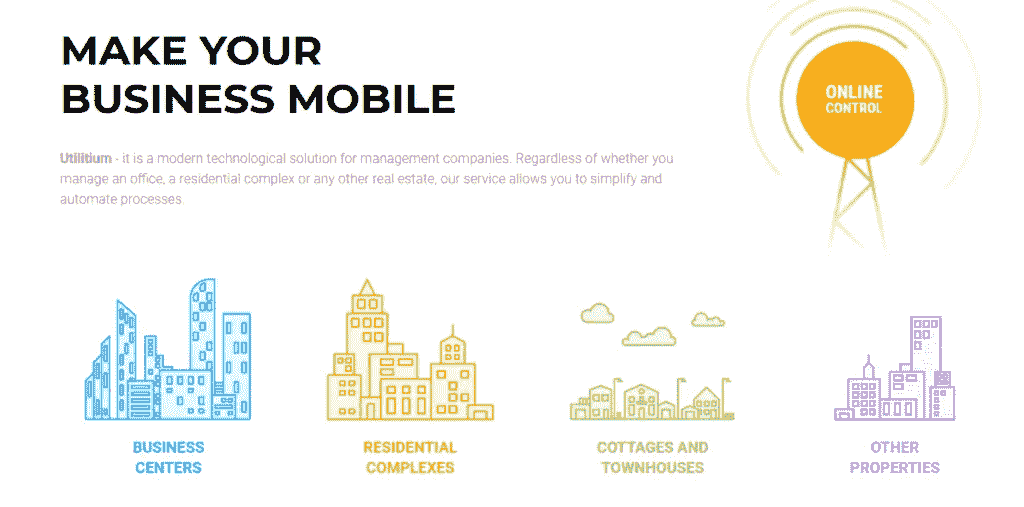 MAKE YOUR
BUSINESS MOBILE
ONLINE
CONTROL
Utilitium - it is a modern technological solution for management companies. Regardless of whether you
manage an office, a residential complex or any other real estate, our service allows you to simplify and
automate processes.
BUSINESS
CENTERS
RESIDENTIAL
COMPLEXES
COTTAGES AND
TOWNHOUSES
OTHER
PROPERTIES